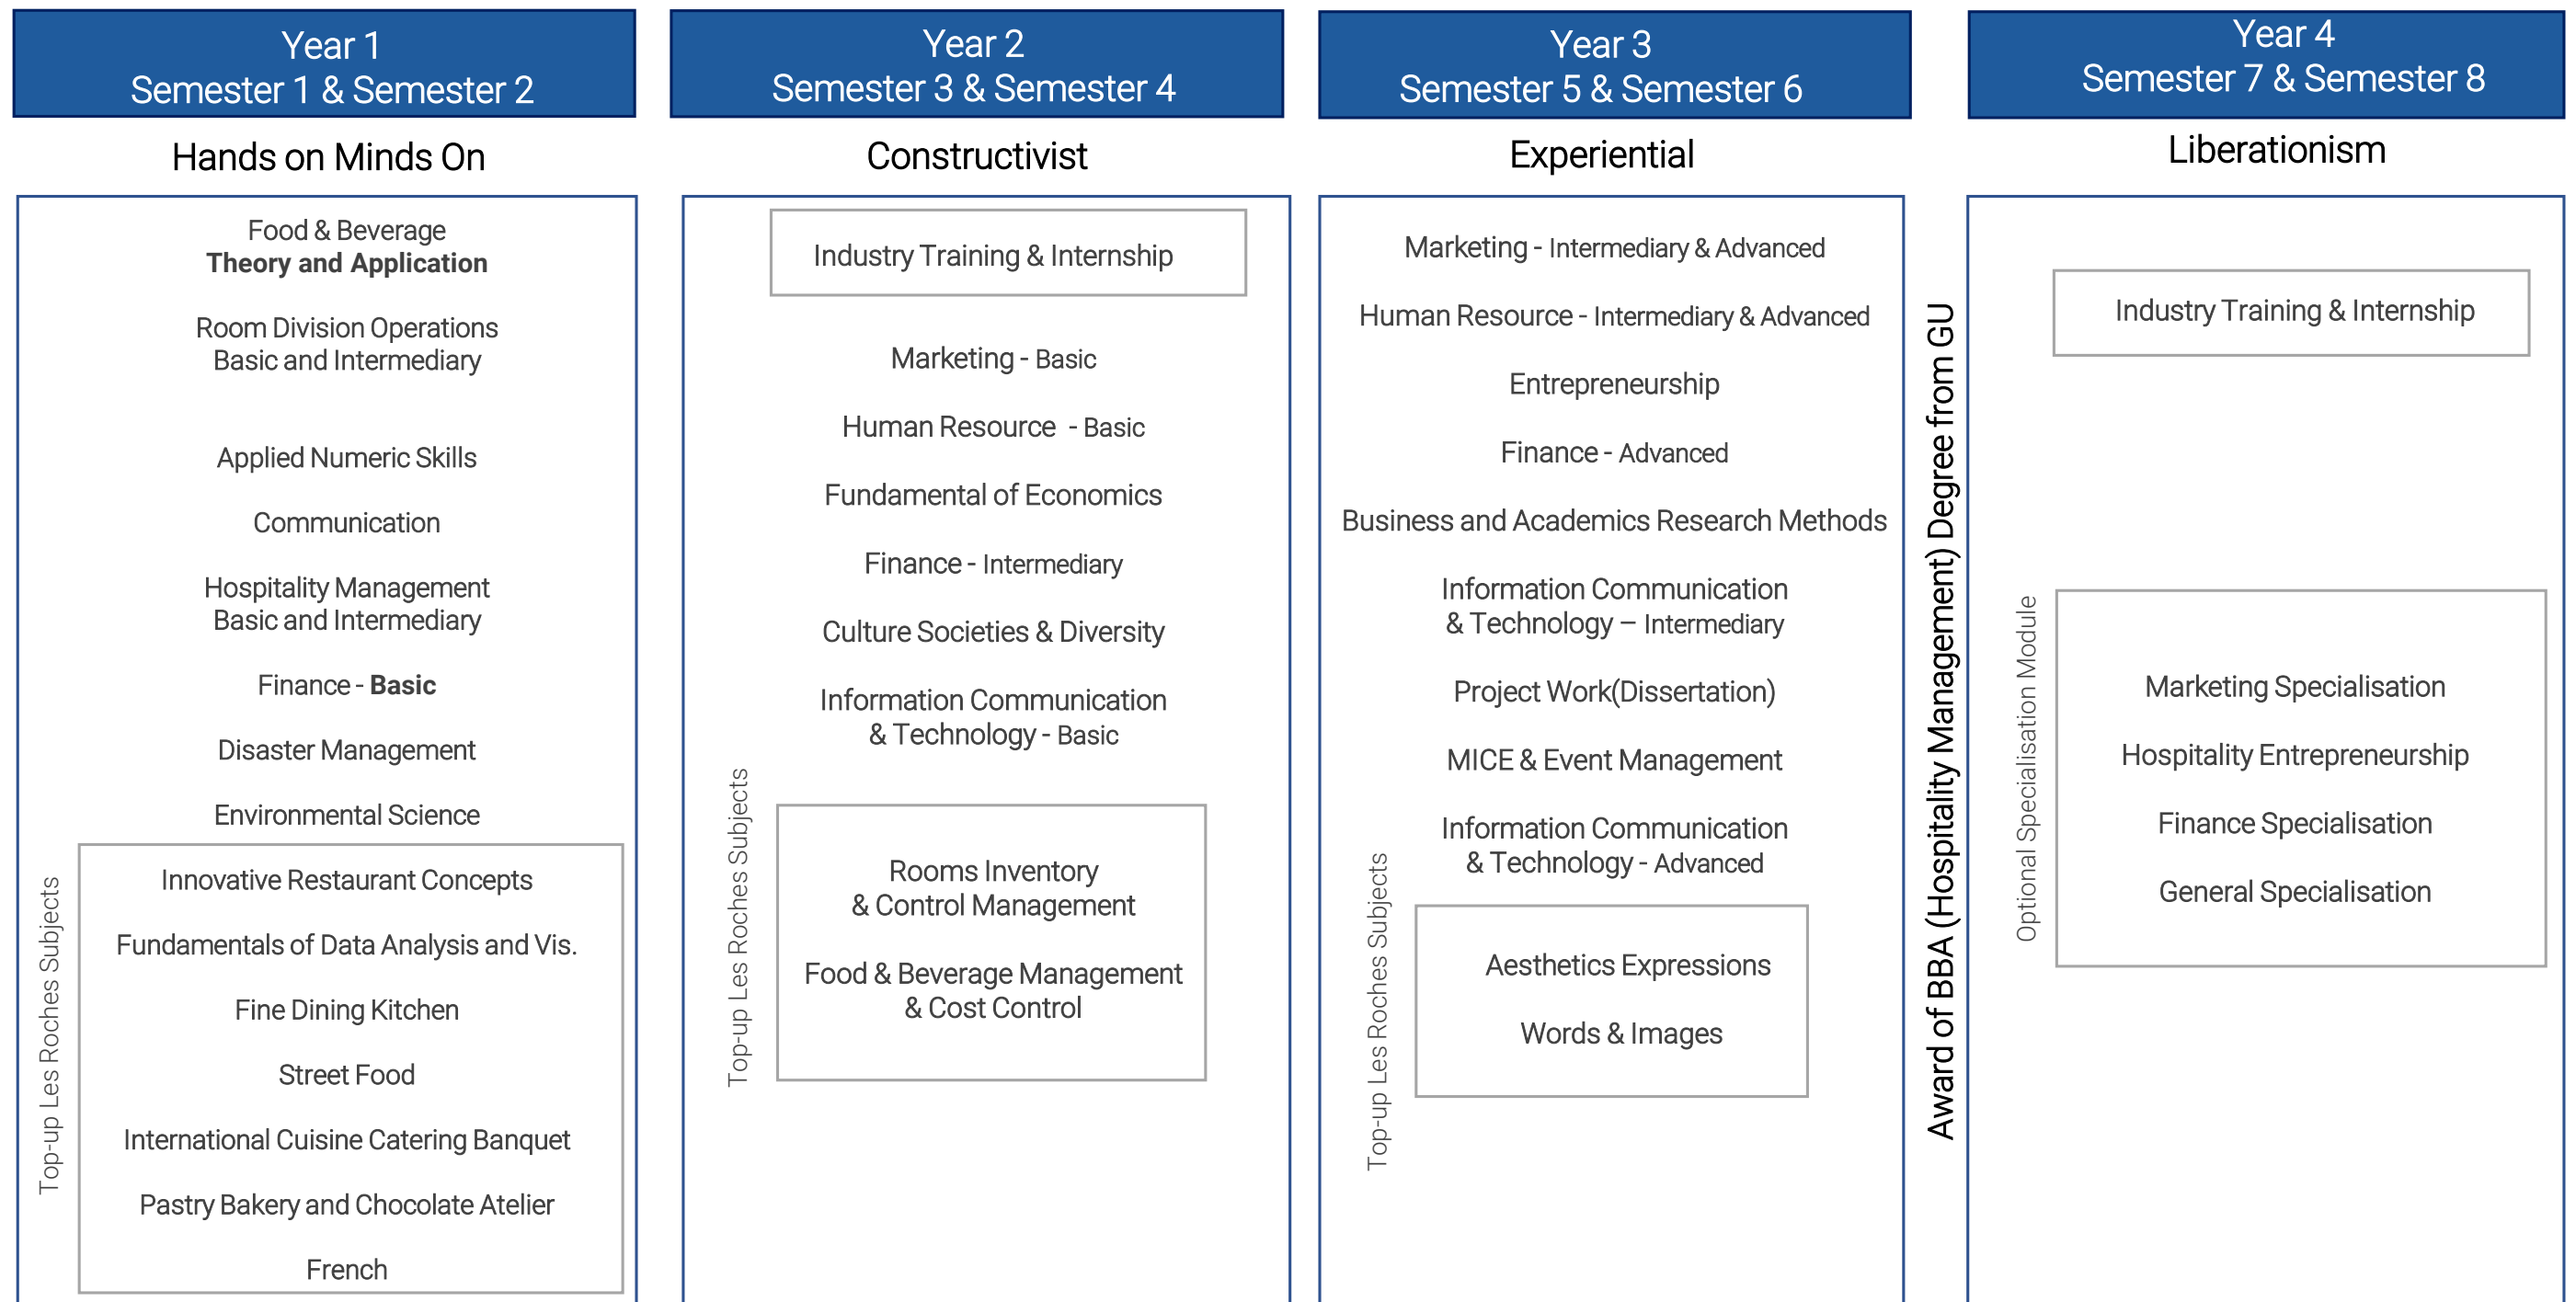 Year 1
Semester 1 & Semester 2
Hands on Minds On
Food & Beverage
Theory and Application
Room Division Operations
Basic and Intermediary
Applied Numeric Skills
Communication
Hospitality Management
Basic and Intermediary
Finance - Basic
Disaster Management
Environmental Science
Top-up Les Roches Subjects
Innovative Restaurant Concepts
Fundamentals of Data Analysis and Vis.
Fine Dining Kitchen
Street Food
International Cuisine Catering Banquet
Pastry Bakery and Chocolate Atelier
French
Year 2
Semester 3 & Semester 4
Constructivist
Industry Training & Internship
Marketing - Basic
Human Resource - Basic
Fundamental of Economics
Finance - Intermediary
Culture Societies & Diversity
Information Communication
& Technology - Basic
Top-up Les Roches Subjects
Rooms Inventory
& Control Management
Food & Beverage Management
& Cost Control
Year 3
Semester 5 & Semester 6
Experiential
Marketing - Intermediary & Advanced
Human Resource - Intermediary & Advanced
Entrepreneurship
Finance - Advanced
Business and Academics Research Methods
Information Communication
& Technology – Intermediary
Project Work(Dissertation)
MICE & Event Management
Information Communication
& Technology - Advanced
Top-up Les Roches Subjects
Aesthetics Expressions
Words & Images
Award of BBA (Hospitality Management) Degree from GU
Year 4
Semester 7 & Semester 8
Liberationism
Industry Training & Internship
Optional Specialisation Module
Marketing Specialisation
Hospitality Entrepreneurship
Finance Specialisation
General Specialisation